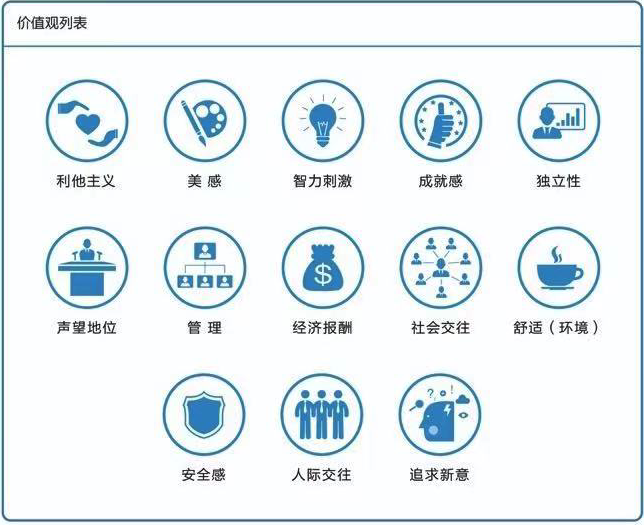 价值观列表
利他主义
美 感
智力刺激
成就感
独立性
声望地位
管 理
经济报酬
社会交往
舒适（环境）
安全感
人际交往
追求新意